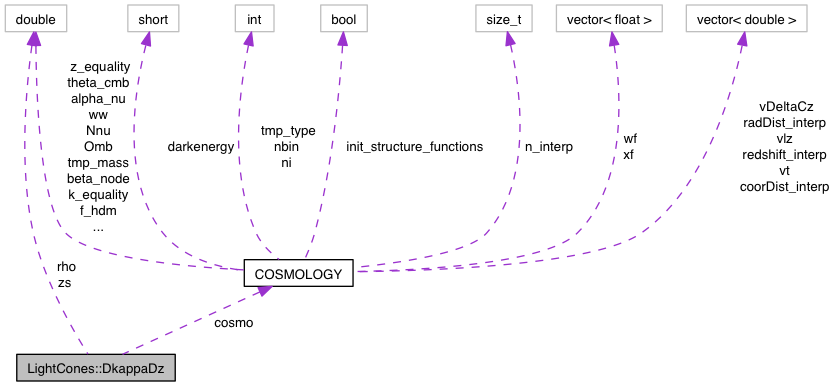 double
short
int
bool
size_t
vector< float >
vector< double >
z_equality
theta_cmb
alpha_nu
ww
Nnu
Omb
tmp_mass
beta_node
k_equality
f_hdm
...
darkenergy
tmp_type
nbin
ni
init_structure_functions
n_interp
wf
xf
vDeltaCz
radDist_interp
vlz
redshift_interp
vt
coorDist_interp
rho
zs
COSMOLOGY
cosmo
LightCones::DkappaDz